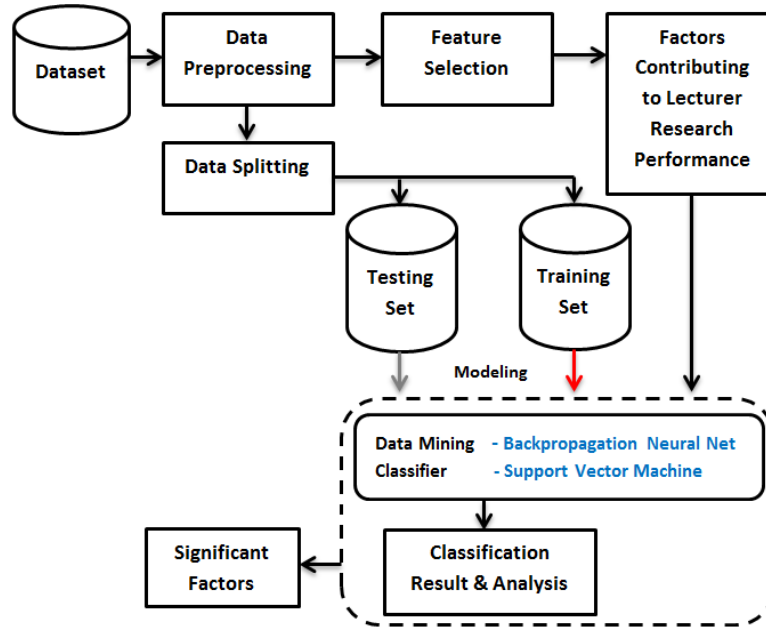 Dataset
Data
Preprocessing
Feature
Selection
Factors
Contributing
to Lecturer
Research
Performance
Data Splitting
Testing
Set
Training
Set
Modeling
Data Mining - Backpropagation Neural Net
Classifier - Support Vector Machine
Significant
Factors
Classification
Result & Analysis